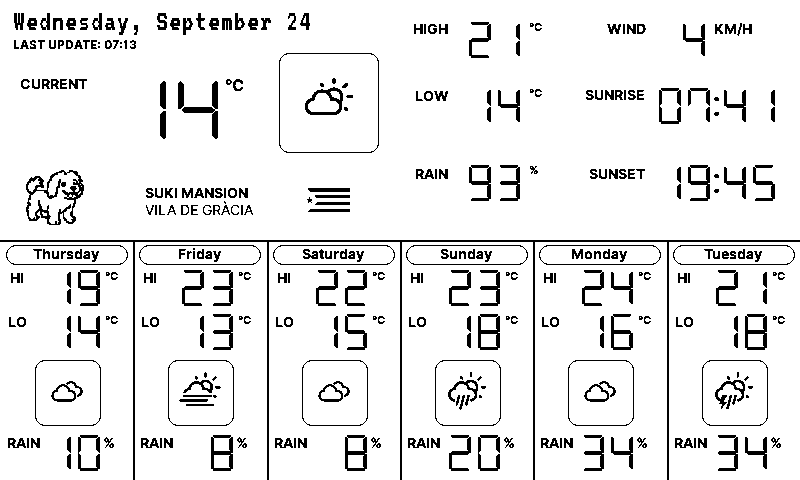 Wednesday, September 24
LAST UPDATE: 07:13
CURRENT 14 °C
SUKI MANSION
VILA DE GRÀCIA
HIGH 21 °C
LOW 14 °C
RAIN 93 %
WIND 4 KM/H
SUNRISE 07:41
SUNSET 19:45
Thursday
HI 19 °C
LO 14 °C
RAIN 10 %
Friday
HI 23 °C
LO 13 °C
RAIN 8 %
Saturday
HI 22 °C
LO 15 °C
RAIN 8 %
Sunday
HI 23 °C
LO 18 °C
RAIN 20 %
Monday
HI 24 °C
LO 16 °C
RAIN 34 %
Tuesday
HI 21 °C
LO 18 °C
RAIN 34 %